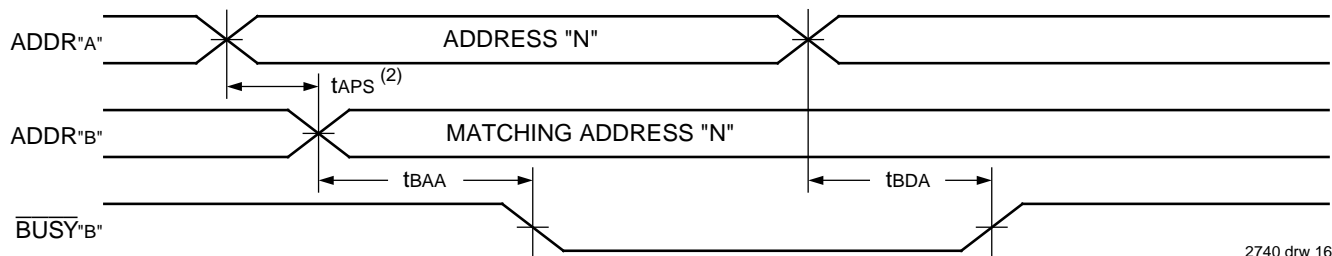 ADDR"A"
ADDRESS "N"
tAPS (2)
ADDR"B"
MATCHING ADDRESS "N"
tBAA
tBDA
BUSY"B"
2740 drw 16